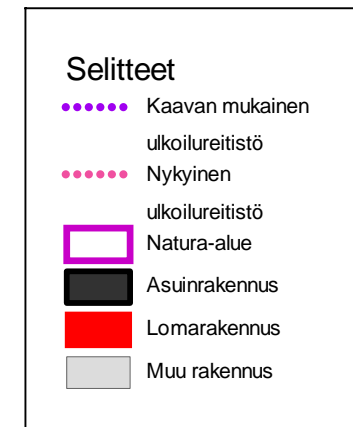 Selitteet
Kaavan mukainen
ulkoilureitistö
Nykyinen
ulkoilureitistö
Natura-alue
Asuinrakennus
Lomarakennus
Muu rakennus